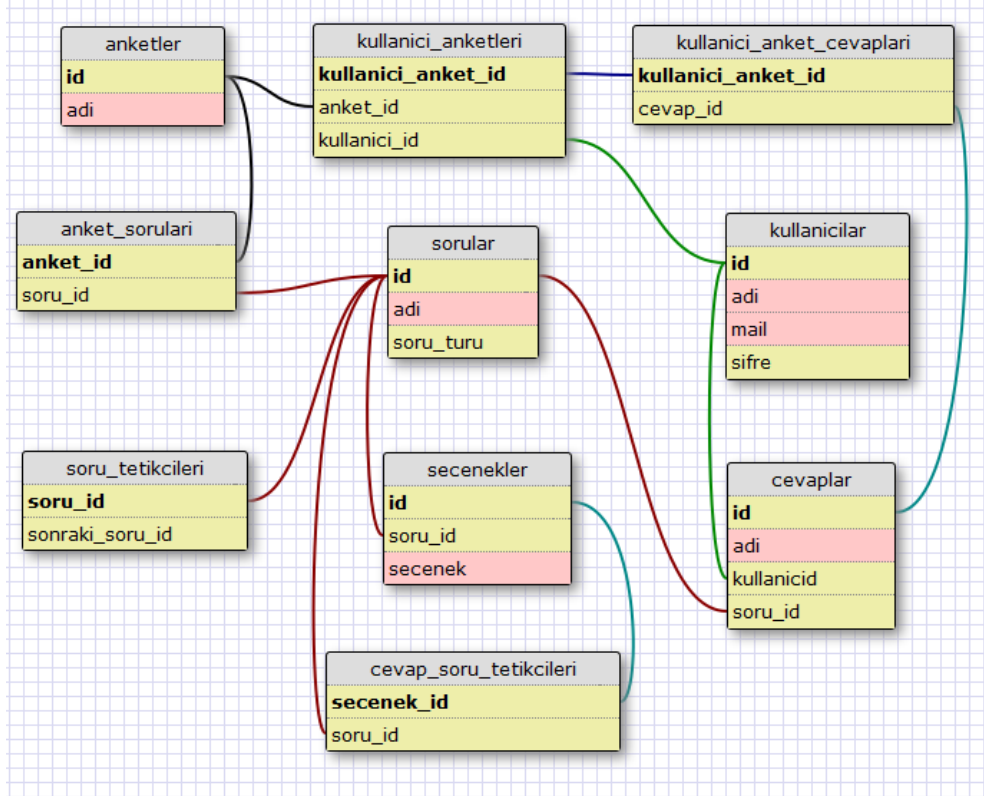 anketler
id
adi
kullanici_anketleri
kullanici_anket_id
anket_id
kullanici_id
kullanici_anket_cevaplari
kullanici_anket_id
cevap_id
anket_sorulari
anket_id
soru_id
sorular
id
adi
soru_turu
kullanicilar
id
adi
mail
sifre
soru_tetikcileri
soru_id
sonraki_soru_id
secenekler
id
soru_id
secenek
cevaplar
id
adi
kullanicid
soru_id
cevap_soru_tetikcileri
secenek_id
soru_id